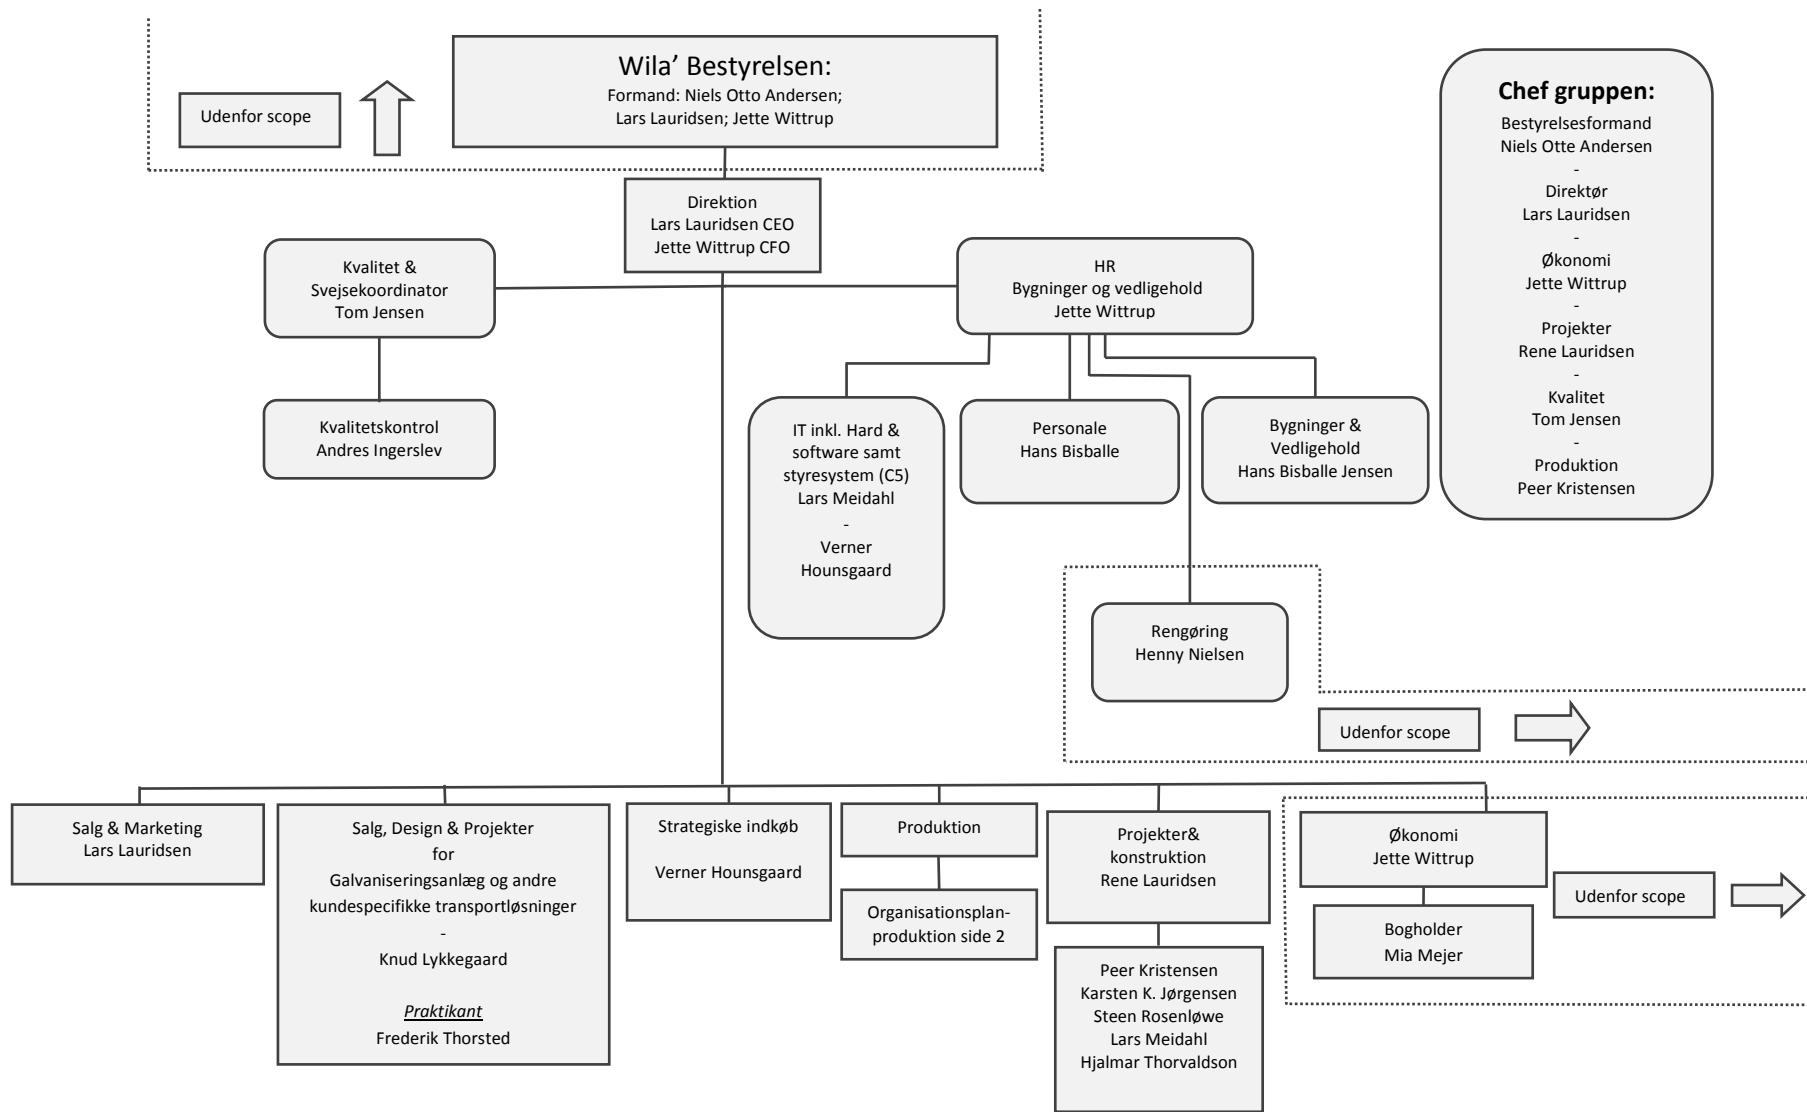 Wila’ Bestyrelsen:
Formand: Niels Otto Andersen;
Lars Lauridsen; Jette Wittrup
Udenfor scope
Chef gruppen:
Bestyrelsesformand
Niels Otte Andersen
-
Direktør
Lars Lauridsen
-
Økonomi
Jette Wittrup
-
Projekter
Rene Lauridsen
-
Kvalitet
Tom Jensen
-
Produktion
Peer Kristensen
Direktion
Lars Lauridsen CEO
Jette Wittrup CFO
Kvalitet &
Svejsekoordinator
Tom Jensen
HR
Bygninger og vedligehold
Jette Wittrup
Kvalitetskontrol
Andres Ingerslev
IT inkl. Hard &
software samt
styresystem (C5)
Lars Meidahl
-
Verner
Hounsgaard
Personale
Hans Bisballe
Bygninger &
Vedligehold
Hans Bisballe Jensen
Rengøring
Henny Nielsen
Udenfor scope
Salg & Marketing
Lars Lauridsen
Salg, Design & Projekter
for
Galvaniseringsanlæg og andre
kundespecifikke transportløsninger
-
Knud Lykkegaard
Praktikant
Frederik Thorsted
Strategiske indkøb
Verner Hounsgaard
Produktion
Organisationsplan-
produktion side 2
Projekter&
konstruktion
Rene Lauridsen
Peer Kristensen
Karsten K. Jørgensen
Steen Rosenløwe
Lars Meidahl
Hjalmar Thorvaldson
Økonomi
Jette Wittrup
Bogholder
Mia Mejer
Udenfor scope